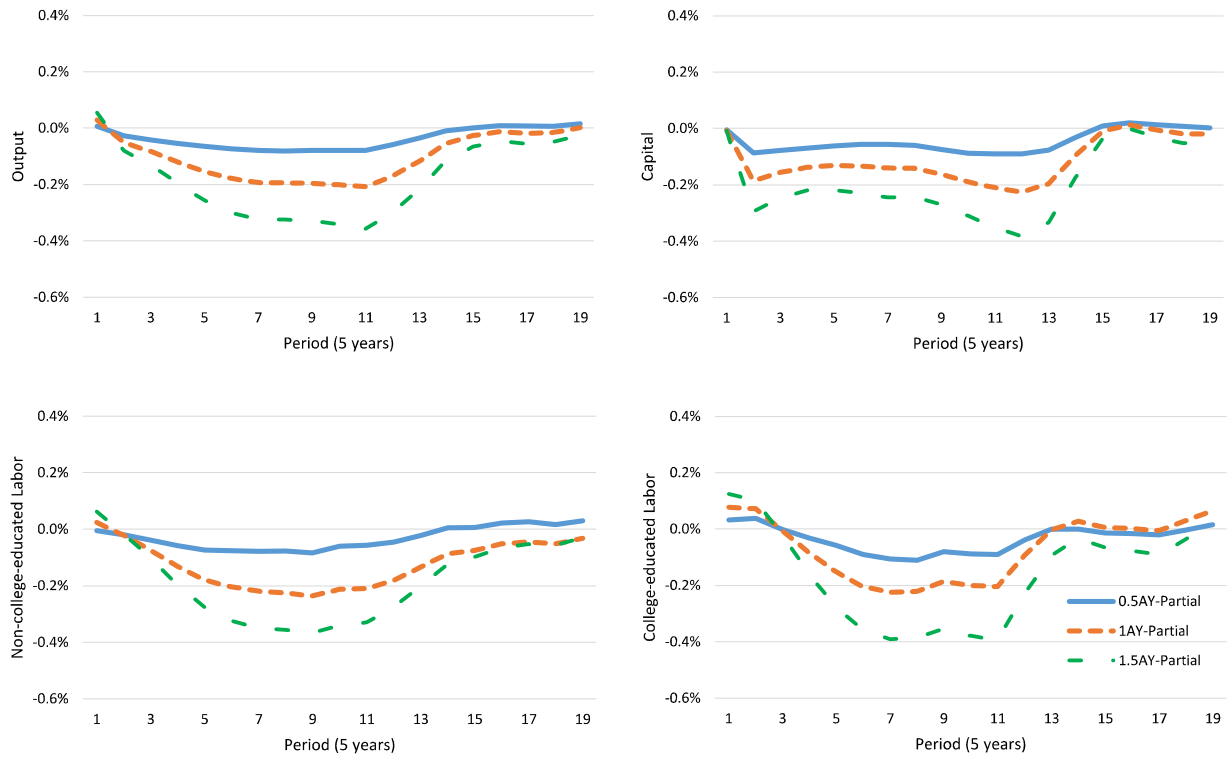 0.4%
0.2%
0.0%
-0.2%
-0.4%
-0.6%
Output
1 3 5 7 9 11 13 15 17 19
Period (5 years)
0.4%
0.2%
0.0%
-0.2%
-0.4%
-0.6%
Capital
1 3 5 7 9 11 13 15 17 19
Period (5 years)
0.4%
0.2%
0.0%
-0.2%
-0.4%
-0.6%
Non-college-educated Labor
1 3 5 7 9 11 13 15 17 19
Period (5 years)
0.4%
0.2%
0.0%
-0.2%
-0.4%
-0.6%
College-educated Labor
0.5AY-Partial
1AY-Partial
1.5AY-Partial
1 3 5 7 9 11 13 15 17 19
Period (5 years)